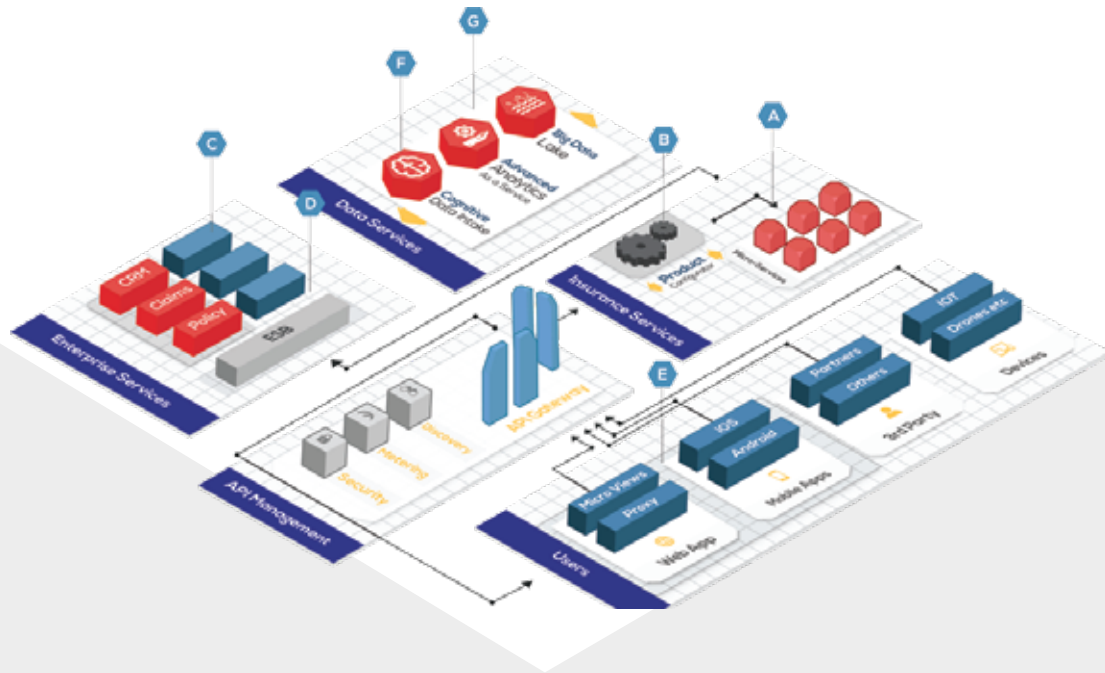 G
F
A
B
C
D
E
Big Data
Lake
Advanced
Analytics
As a Service
Cognitive
Data Intake
Data Services
CRM
Claims
Policy
ESB
Enterprise Services
Product
Configurator
Micro Services
Insurance Services
API Gateway
Discovery
Metering
Security
API Management
IOT
Drones etc
Devices
Partners
Others
3rd Party
IOS
Android
Mobile Apps
Micro Views
Proxy
Web App
Users